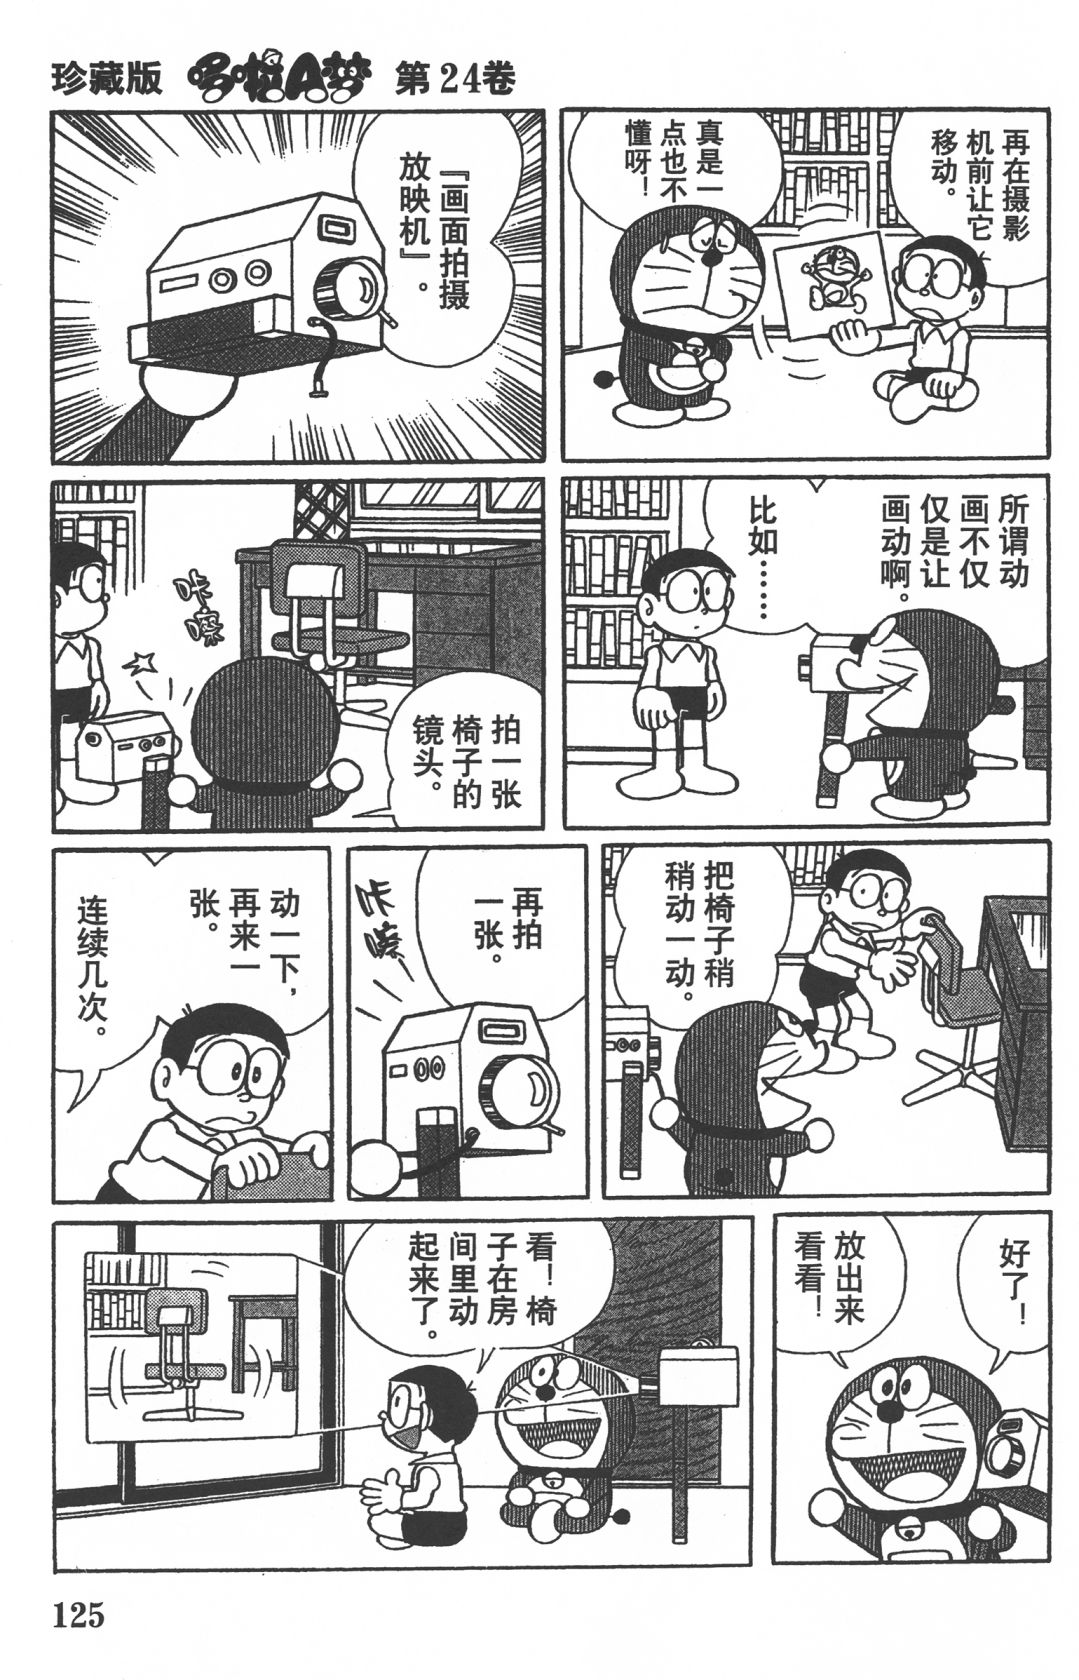 珍藏版 哆啦A梦 第24卷
再在摄影
机前让它
移动。
真是一
点也不
懂呀！
『画面拍摄
放映机』。
所谓动
画不仅
仅是让
画动啊。
比如……
咔嚓
拍一张
椅子的
镜头。
把椅子稍
稍动一动。
再拍
一张。
咔嚓
动一下，
再来一
张。
连续几次。
好了！
放出来
看看！
看！椅
子在房
间里动
起来了。
125